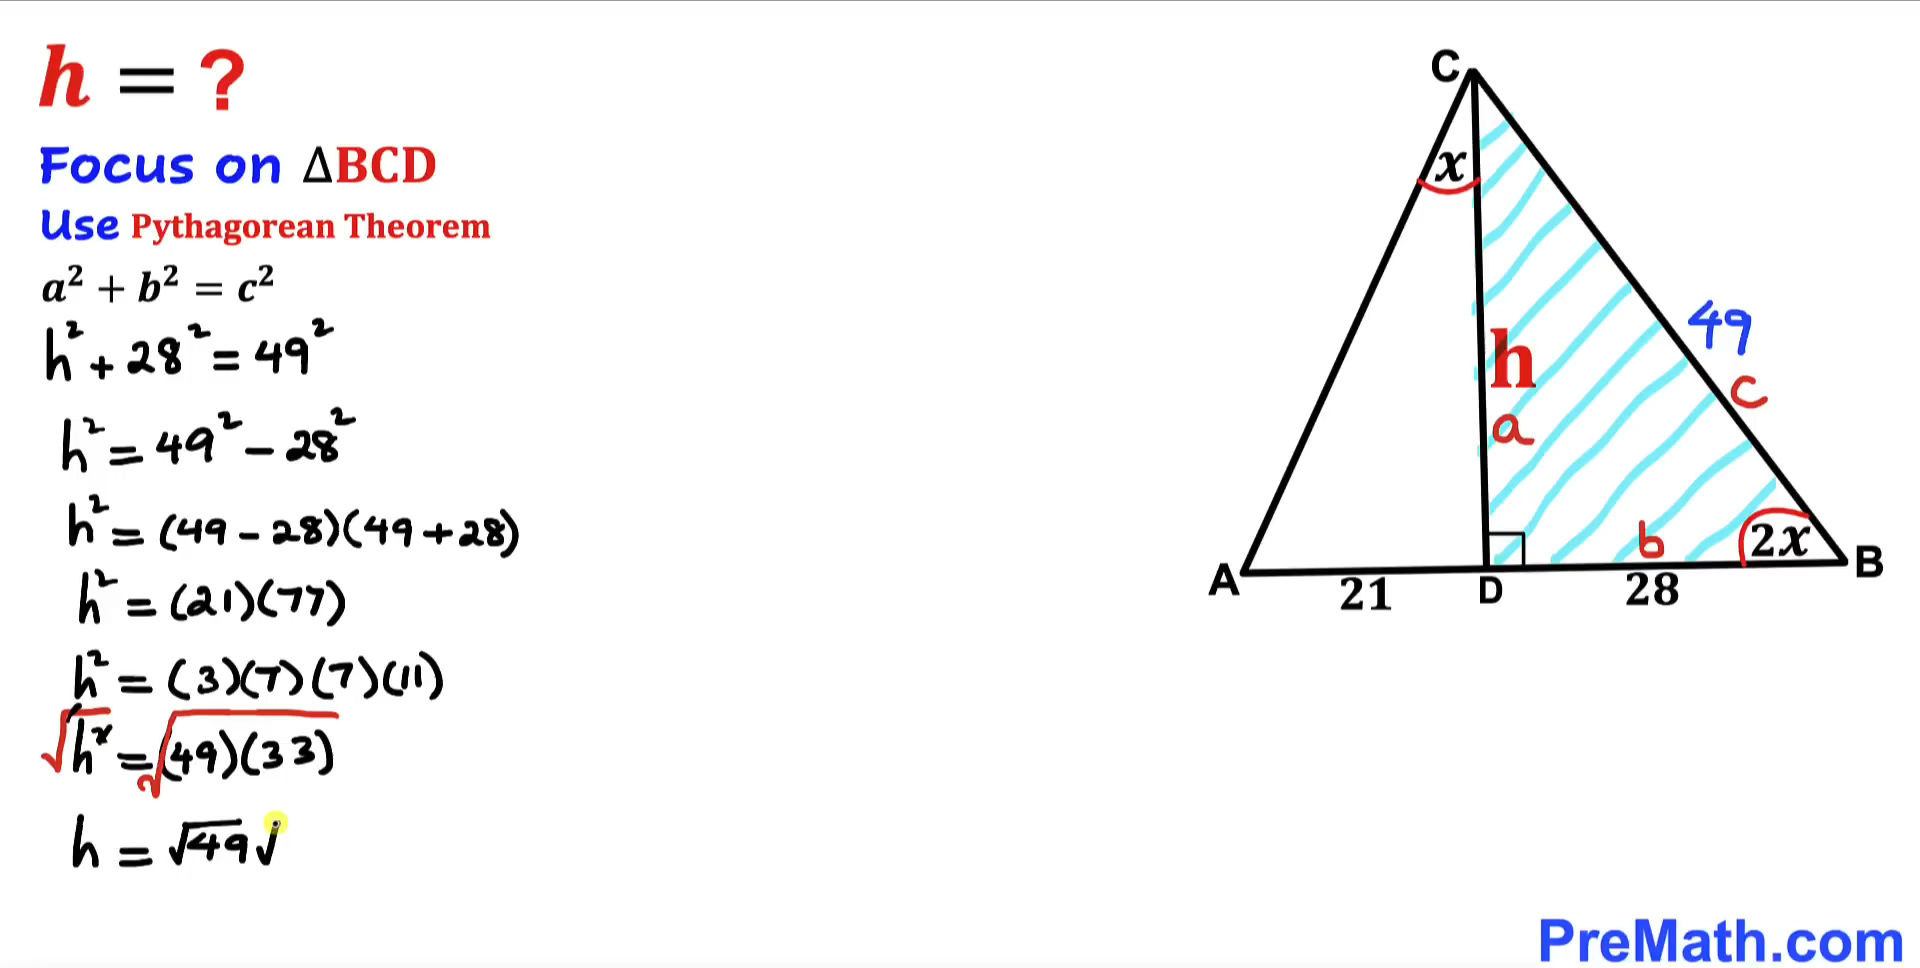 h = ?
Focus on ΔBCD
Use Pythagorean Theorem
a² + b² = c²
h² + 28² = 49²
h² = 49² - 28²
h² = (49 - 28)(49 + 28)
h² = (21)(77)
h² = (3)(7)(7)(11)
√h² = √(49)(33)
h = √49 √
C
x
49
h
c
a
b
2x
A
B
21
D
28
PreMath.com